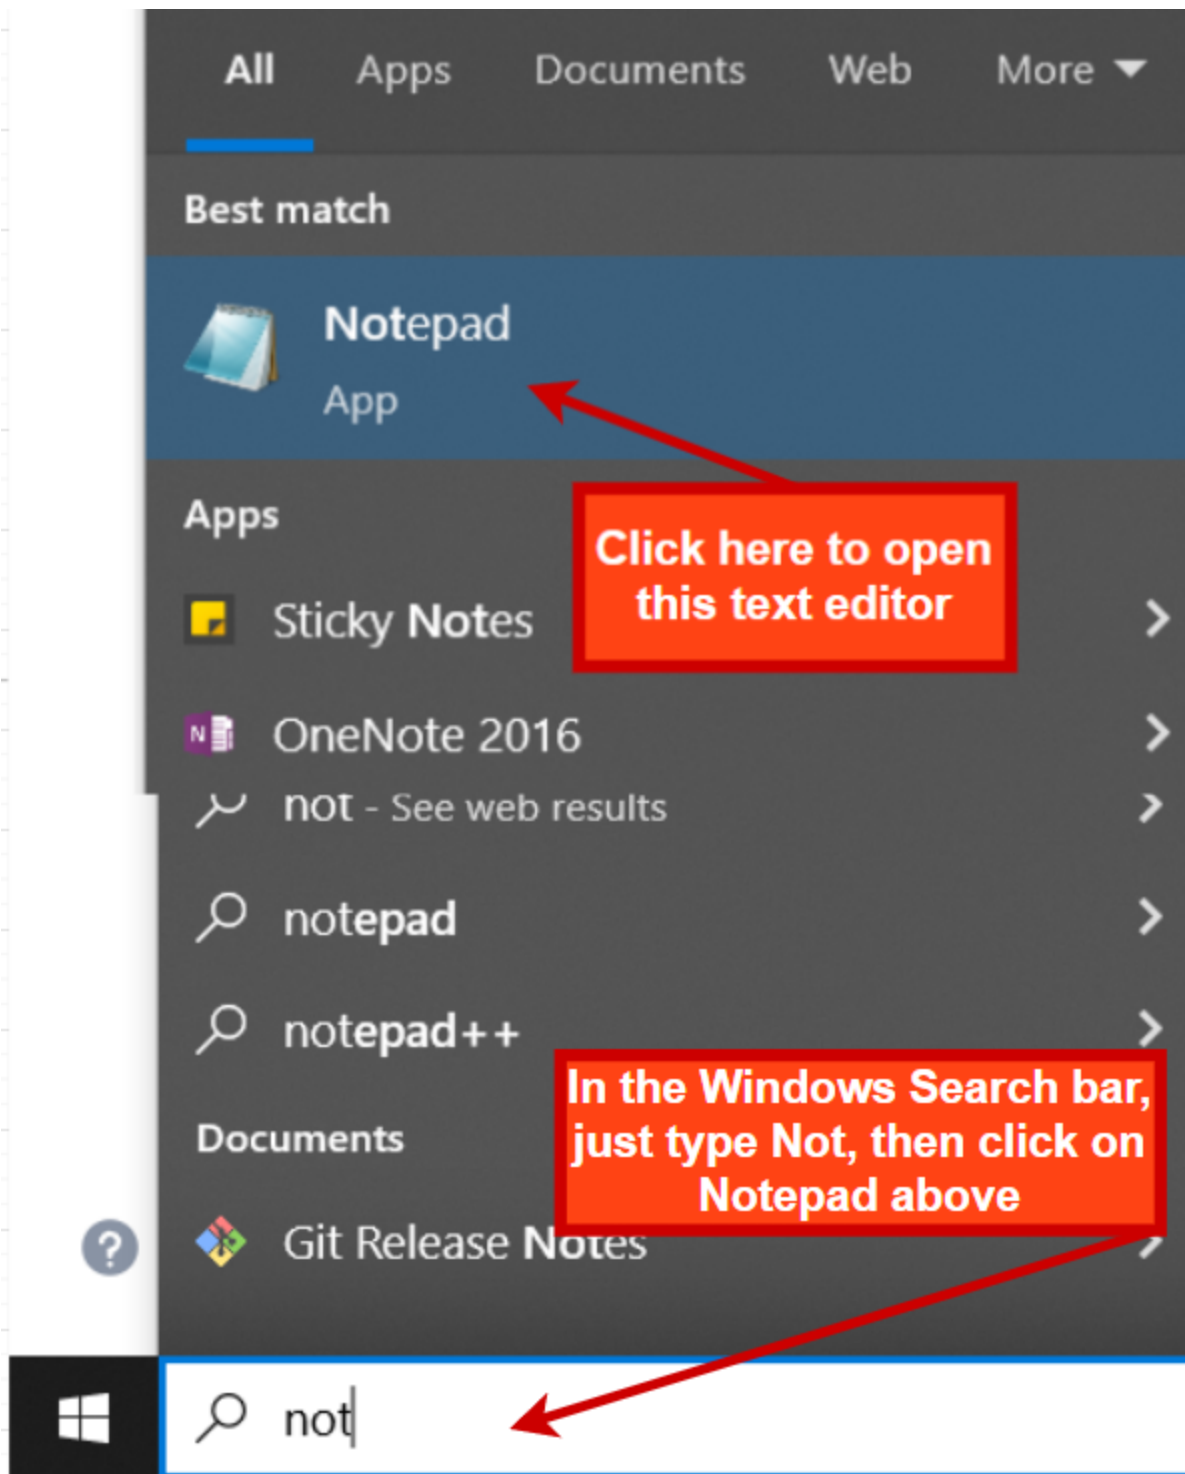 All Apps Documents Web More
Best match
Notepad
App
Apps
Click here to open
this text editor
Sticky Notes
OneNote 2016
not - See web results
notepad
notepad++
In the Windows Search bar,
just type Not, then click on
Notepad above
Documents
Git Release Notes
not